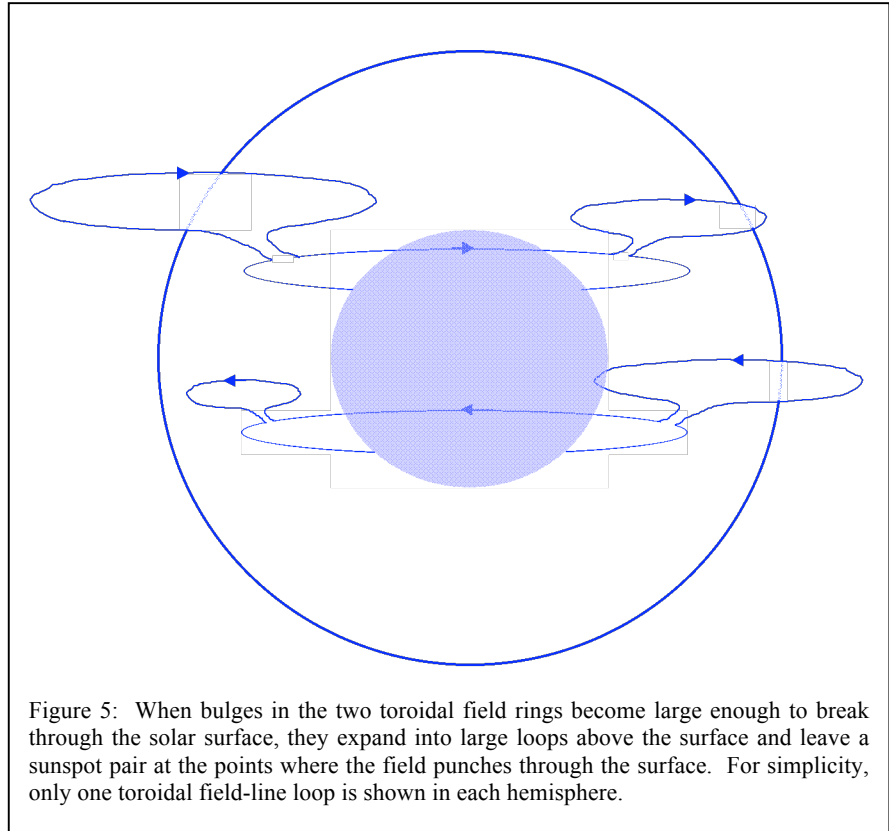 Figure 5: When bulges in the two toroidal field rings become large enough to break
through the solar surface, they expand into large loops above the surface and leave a
sunspot pair at the points where the field punches through the surface. For simplicity,
only one toroidal field-line loop is shown in each hemisphere.